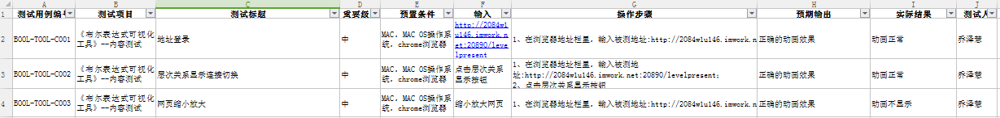 A B C D E F G H I J
1 测试用例编号 测试项目 测试标题 重要级 预置条件 输入 操作步骤 预期输出 实际结果 测试人
2 BOOL-TOOL-C001 《布尔表达式可视化工具》--内容测试 地址登录 中 MAC，MAC OS操作系统，chrome浏览器 http://2084wlu146.imwork.net:20890/levelpresent 1、在浏览器地址栏里，输入被测地址:http://2084wlu146.imwork.n 正确的动画效果 动画正常 乔泽慧
3 BOOL-TOOL-C002 《布尔表达式可视化工具》--内容测试 层次关系显示连接切换 中 MAC，MAC OS操作系统，chrome浏览器 点击层次关系显示按钮 1、在浏览器地址栏里，输入被测地址:http://2084wlu146.imwork.net:20890/levelpresent; 2、点击层次关系显示按钮 正确的动画效果 动画正常 乔泽慧
4 BOOL-TOOL-C003 《布尔表达式可视化工具》--内容测试 网页缩小放大 中 MAC，MAC OS操作系统，chrome浏览器 缩小放大网页 1、在浏览器地址栏里，输入被测地址:http://2084wlu146.imwork.n 正确的动画效果 动画不显示 乔泽慧